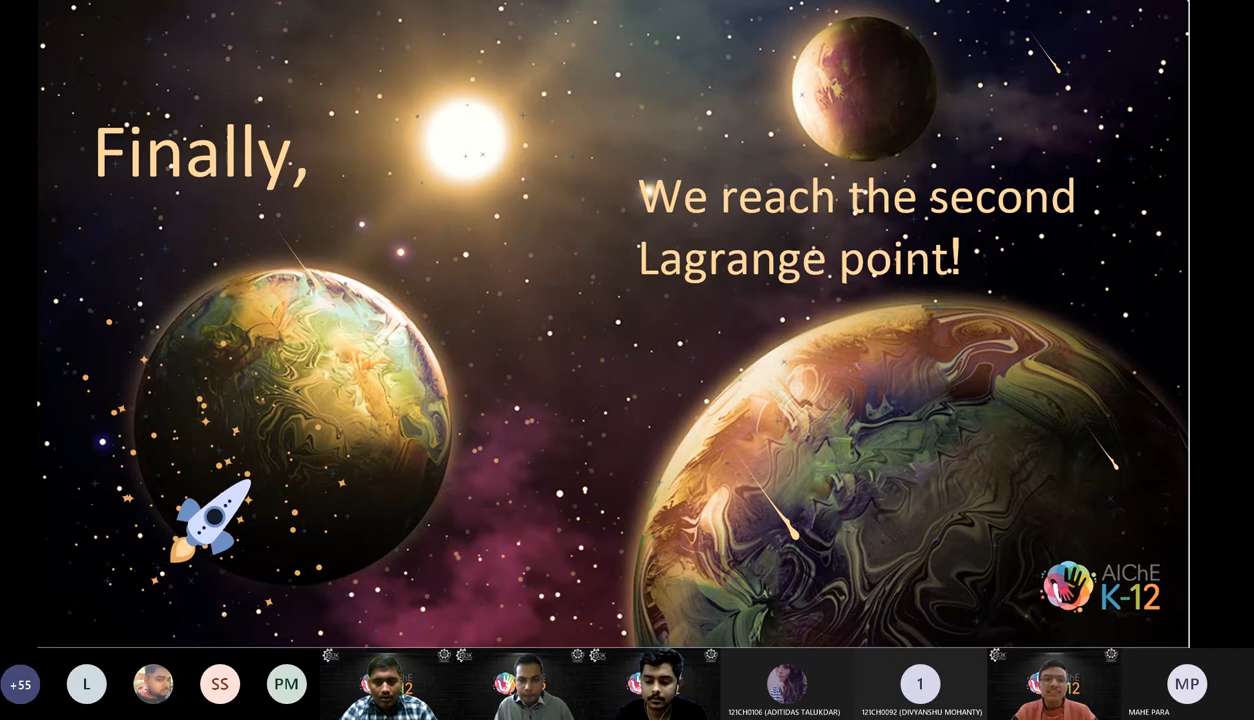 Finally,
We reach the second
Lagrange point!
AIChE
K-12
+55
L
SS
PM
1
MP
121CH0106 (ADITIDAS TALUKDAR)
121CH0092 (DIVYANSHU MOHANTY)
MAHE PARA